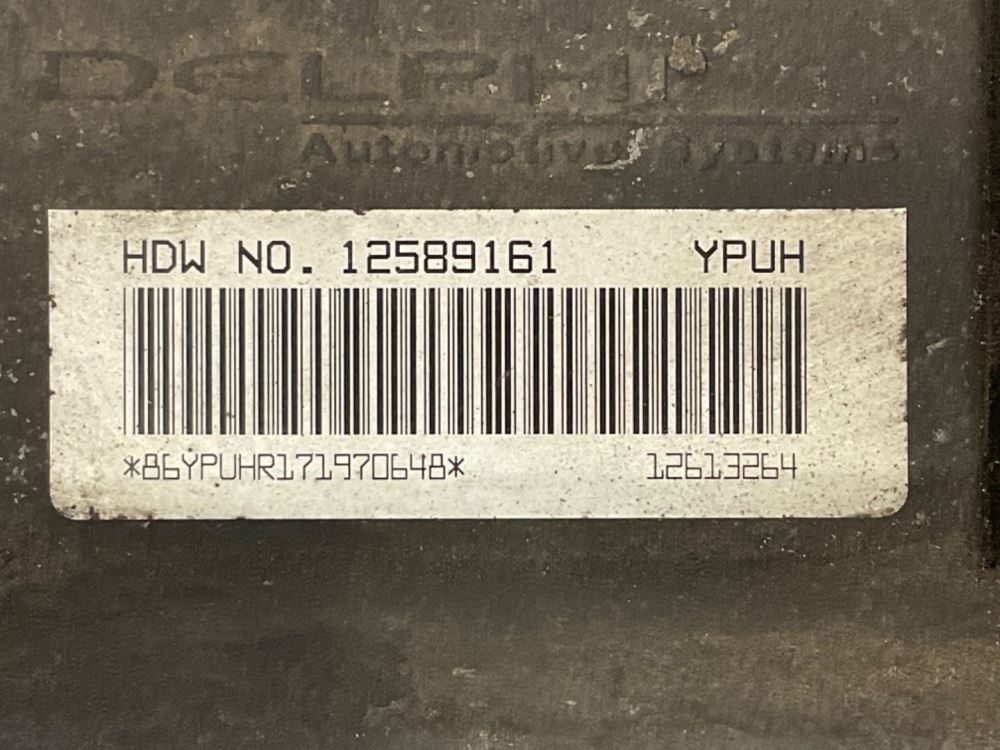 DELPHI
Automotive Systems
HDW NO. 12589161 YPUH
*86YPUHR171970648* 12613264